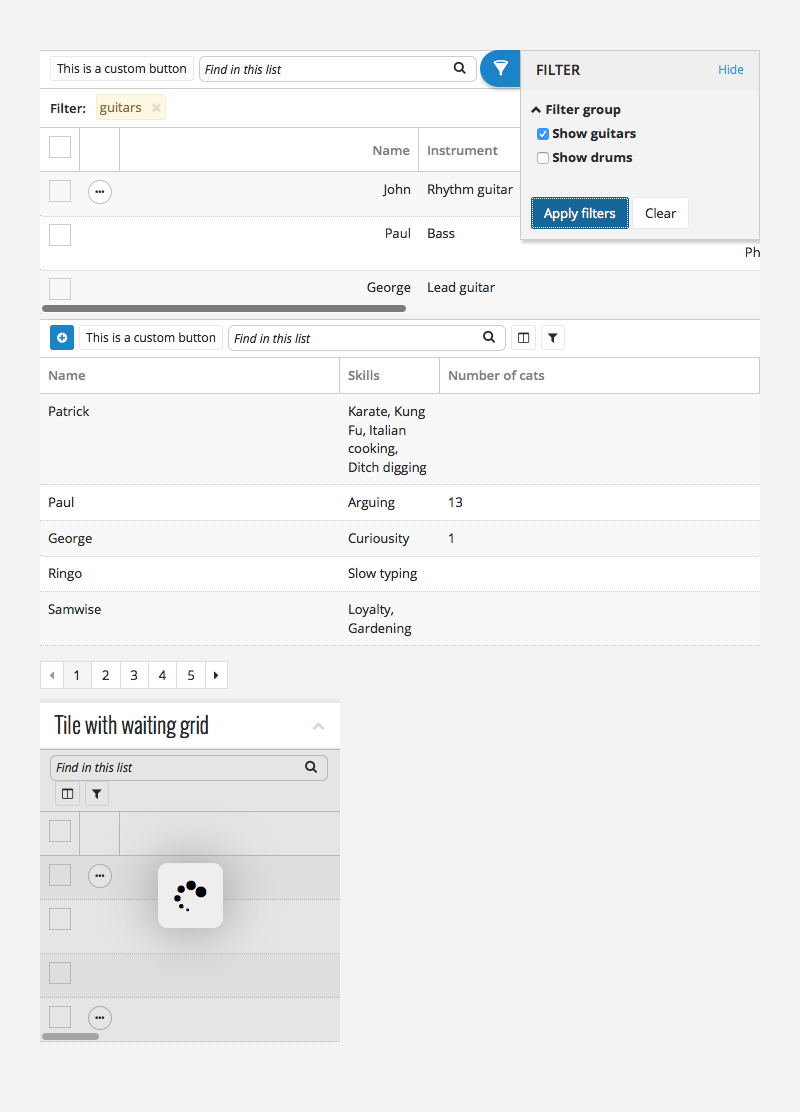 This is a custom button
Find in this list
FILTER
Hide
Filter:
guitars
Filter group
Show guitars
Show drums
Apply filters
Clear
Name
Instrument
John
Rhythm guitar
Paul
Bass
Ph
George
Lead guitar
This is a custom button
Find in this list
Name
Skills
Number of cats
Patrick
Karate, Kung
Fu, Italian
cooking,
Ditch digging
Paul
Arguing
13
George
Curiousity
1
Ringo
Slow typing
Samwise
Loyalty,
Gardening
1 2 3 4 5
Tile with waiting grid
Find in this list